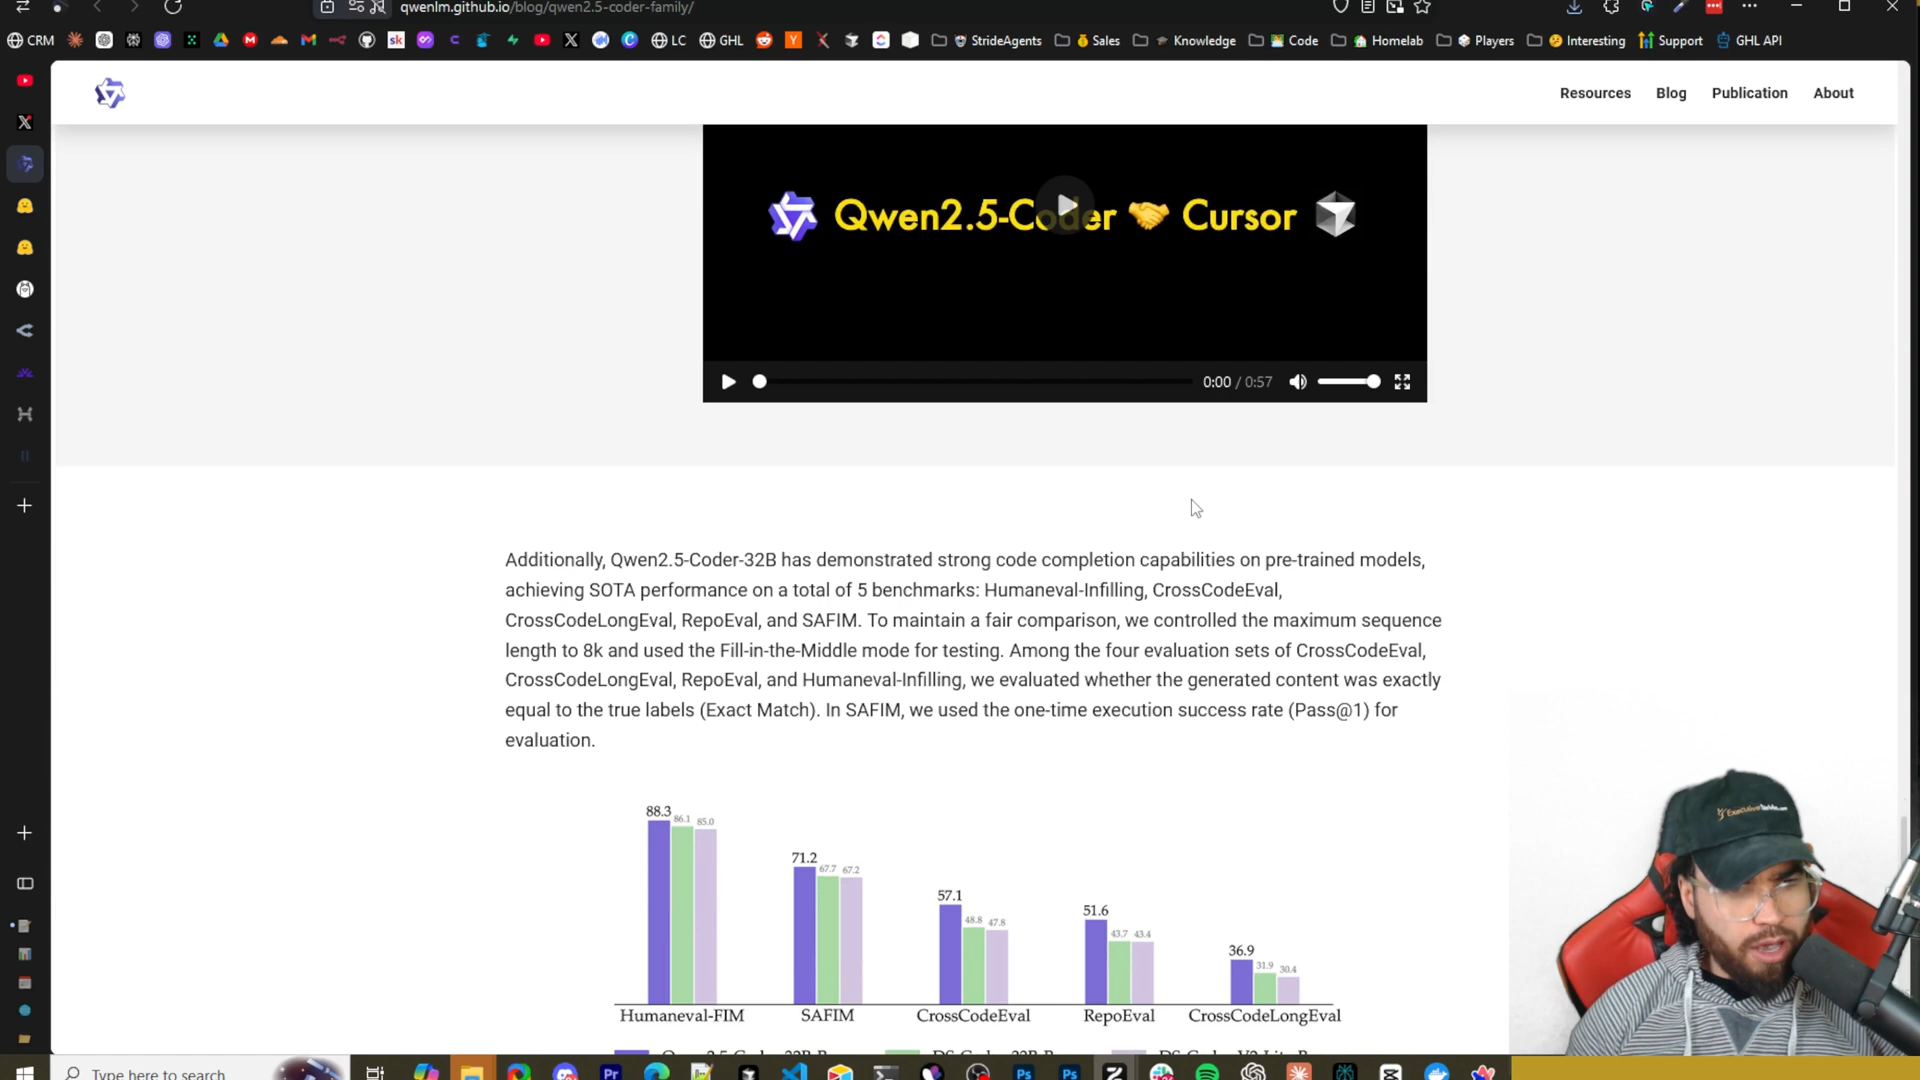 qwenlm.github.io/blog/qwen2.5-coder-family/
CRM
LC
GHL
StrideAgents
Sales
Knowledge
Code
Homelab
Players
Interesting
Support
GHL API
Resources
Blog
Publication
About
Qwen2.5-Coder 🤝 Cursor
0:00 / 0:57
Additionally, Qwen2.5-Coder-32B has demonstrated strong code completion capabilities on pre-trained models,
achieving SOTA performance on a total of 5 benchmarks: Humaneval-Infilling, CrossCodeEval,
CrossCodeLongEval, RepoEval, and SAFIM. To maintain a fair comparison, we controlled the maximum sequence
length to 8k and used the Fill-in-the-Middle mode for testing. Among the four evaluation sets of CrossCodeEval,
CrossCodeLongEval, RepoEval, and Humaneval-Infilling, we evaluated whether the generated content was exactly
equal to the true labels (Exact Match). In SAFIM, we used the one-time execution success rate (Pass@1) for
evaluation.
88.3 86.1 85.0
71.2 67.7 67.2
57.1 48.8 47.8
51.6 43.7 43.4
36.9 31.9 30.4
Humaneval-FIM
SAFIM
CrossCodeEval
RepoEval
CrossCodeLongEval
Type here to search